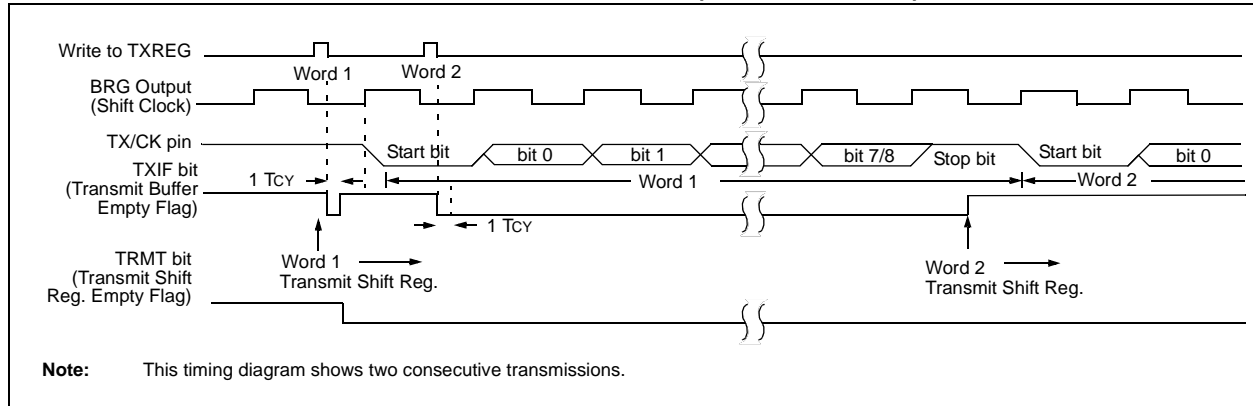 Write to TXREG
Word 1
Word 2
BRG Output
(Shift Clock)
TX/CK pin
Start bit
bit 0
bit 1
bit 7/8
Stop bit
Start bit
bit 0
TXIF bit
(Transmit Buffer
Empty Flag)
1 TCY
Word 1
Word 2
1 TCY
TRMT bit
(Transmit Shift
Reg. Empty Flag)
Word 1
Transmit Shift Reg.
Word 2
Transmit Shift Reg.
Note: This timing diagram shows two consecutive transmissions.